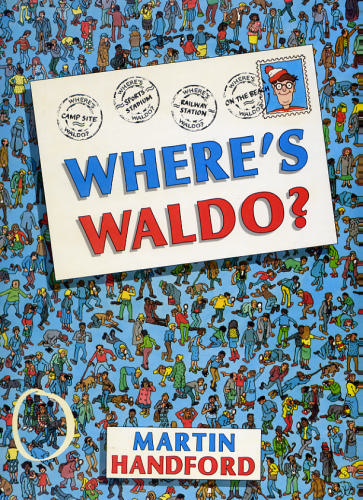 WHERE'S
CAMP SITE
WALDO?
WHERE'S
SPORTS
STADIUM
WALDO?
WHERE'S
RAILWAY
STATION
WALDO?
WHERE'S
ON THE
WALDO?
WHERE'S
WALDO?
MARTIN
HANDFORD